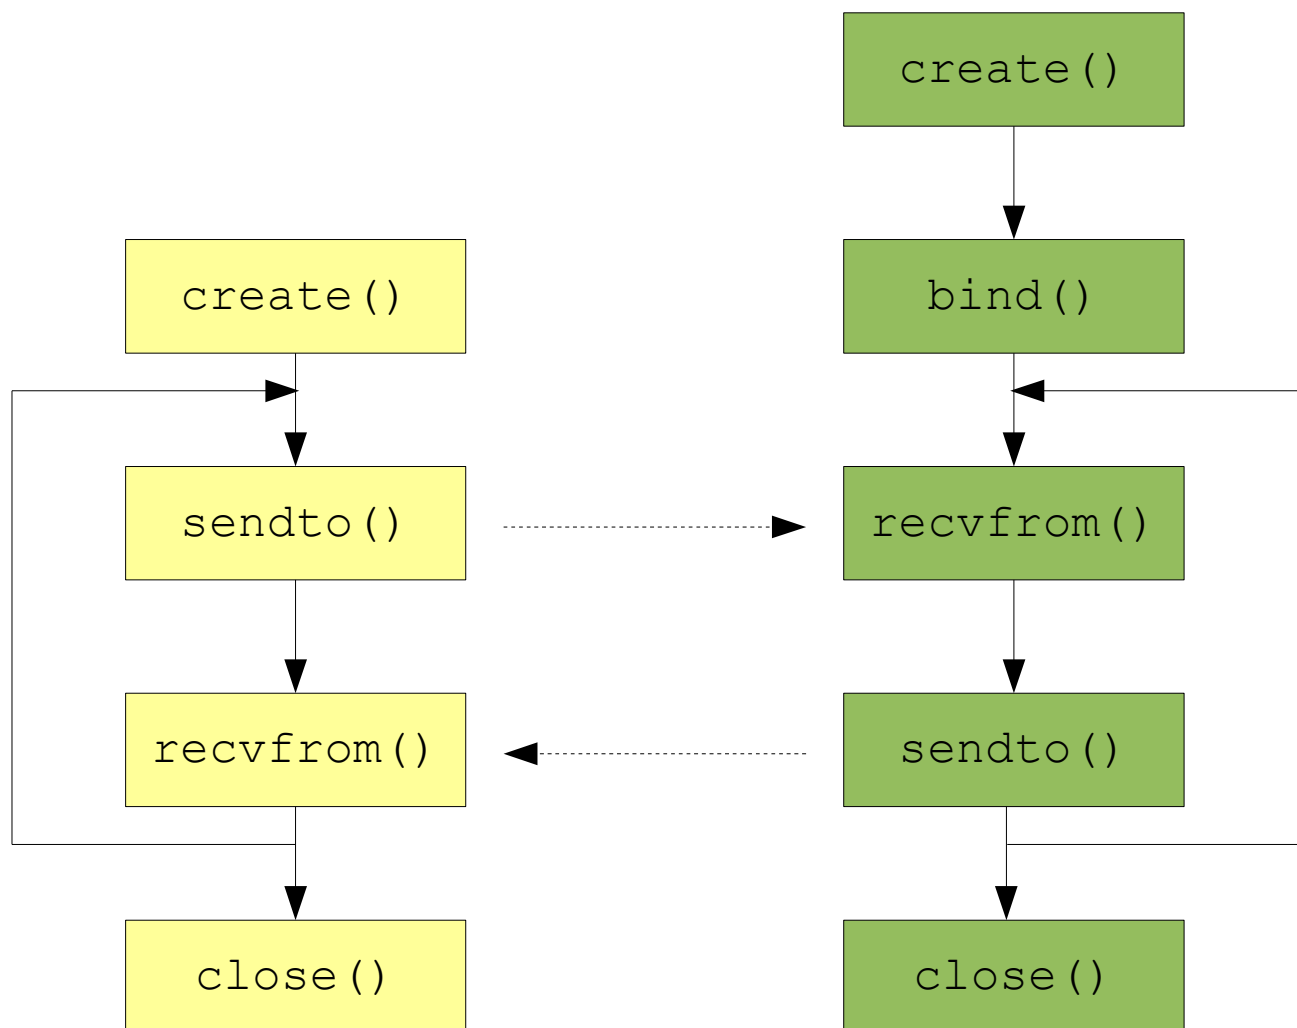 create()
create()
bind()
sendto()
recvfrom()
recvfrom()
sendto()
close()
close()